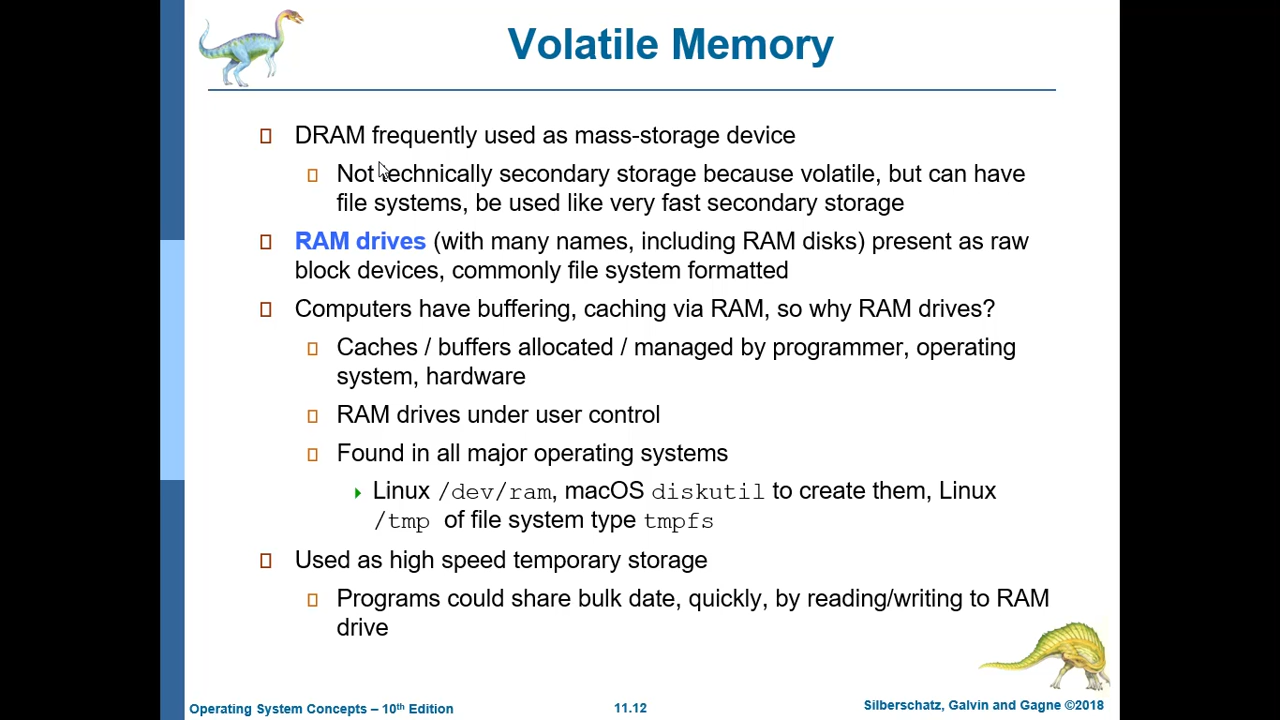 Volatile Memory
DRAM frequently used as mass-storage device
Not technically secondary storage because volatile, but can have
file systems, be used like very fast secondary storage
RAM drives (with many names, including RAM disks) present as raw
block devices, commonly file system formatted
Computers have buffering, caching via RAM, so why RAM drives?
Caches / buffers allocated / managed by programmer, operating
system, hardware
RAM drives under user control
Found in all major operating systems
Linux /dev/ram, macOS diskutil to create them, Linux
/tmp of file system type tmpfs
Used as high speed temporary storage
Programs could share bulk date, quickly, by reading/writing to RAM
drive
Operating System Concepts – 10th Edition
11.12
Silberschatz, Galvin and Gagne ©2018